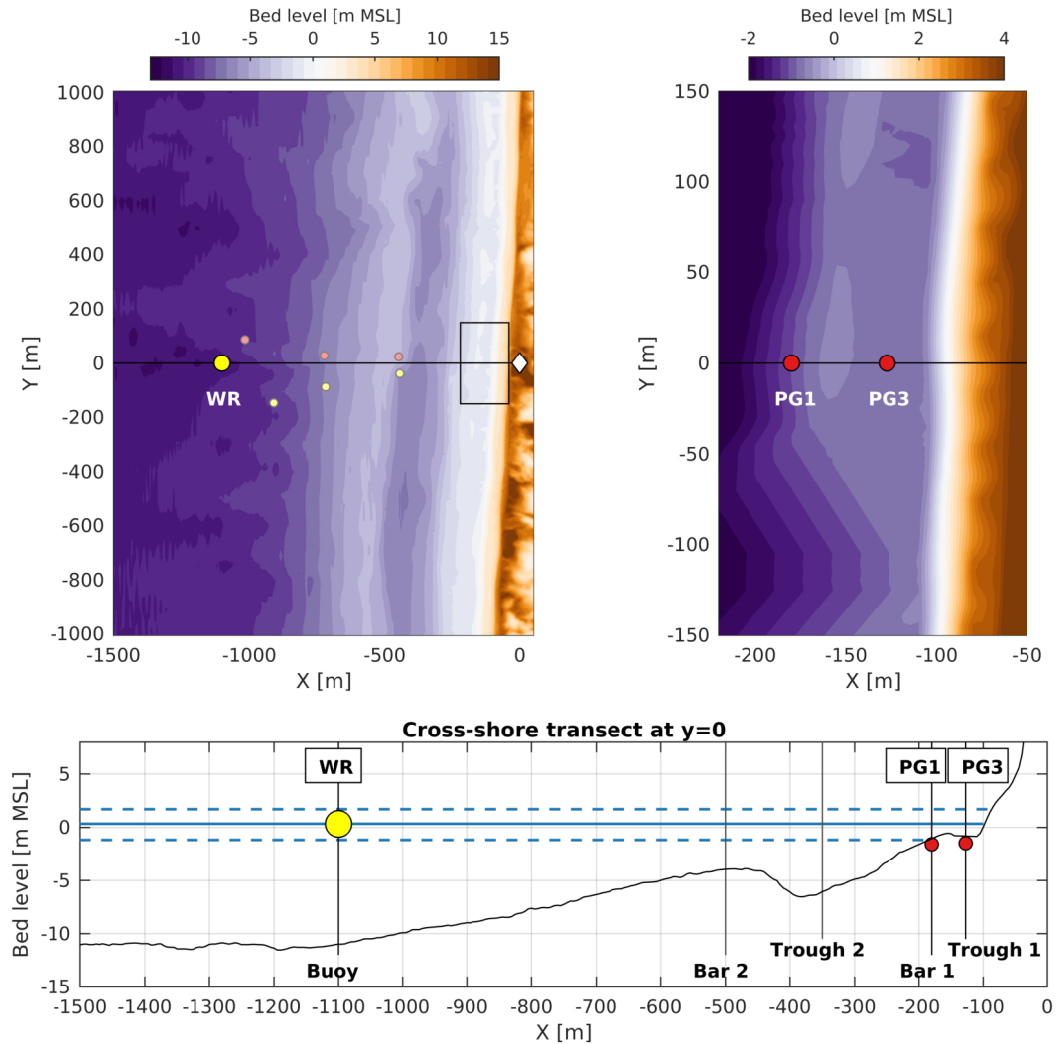 Bed level [m MSL]
-10 -5 0 5 10 15
1000
800
600
400
200
0
-200
-400
-600
-800
-1000
Y [m]
WR
-1500 -1000 -500 0
X [m]
Bed level [m MSL]
-2 0 2 4
150
100
50
0
-50
-100
-150
Y [m]
PG1 PG3
-200 -150 -100 -50
X [m]
Cross-shore transect at y=0
Bed level [m MSL]
5
0
-5
-10
-15
WR PG1 PG3
Trough 2 Trough 1
Buoy Bar 2 Bar 1
-1500 -1400 -1300 -1200 -1100 -1000 -900 -800 -700 -600 -500 -400 -300 -200 -100 0
X [m]